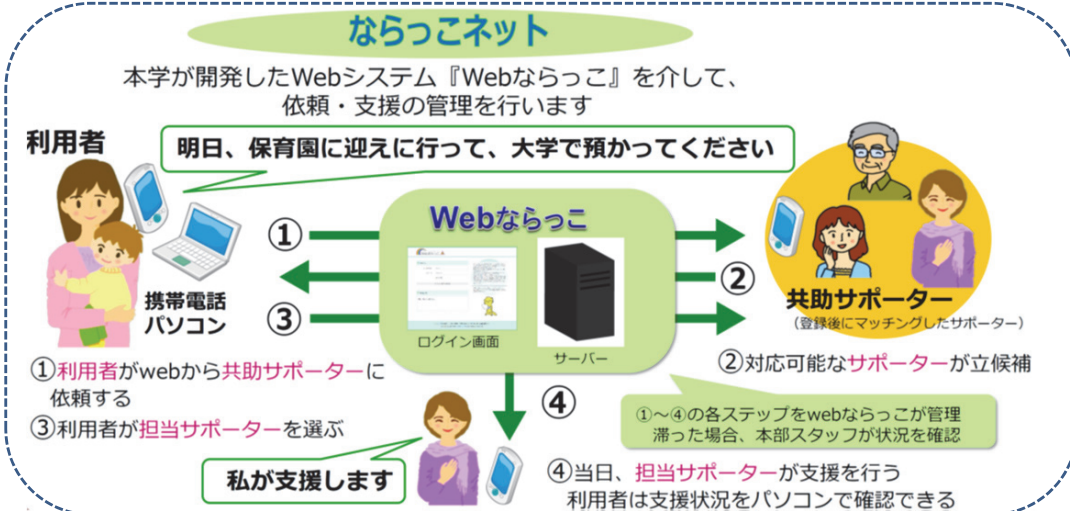 ならっこネット
本学が開発したWebシステム『Webならっこ』を介して、
依頼・支援の管理を行います
利用者
明日、保育園に迎えに行って、大学で預かってください
Webならっこ
①
②
③
携帯電話
パソコン
ログイン画面
サーバー
共助サポーター
(登録後にマッチングしたサポーター)
①利用者がwebから共助サポーターに
依頼する
②対応可能なサポーターが立候補
③利用者が担当サポーターを選ぶ
④
①～④の各ステップをwebならっこが管理
滞った場合、本部スタッフが状況を確認
私が支援します
④当日、担当サポーターが支援を行う
利用者は支援状況をパソコンで確認できる